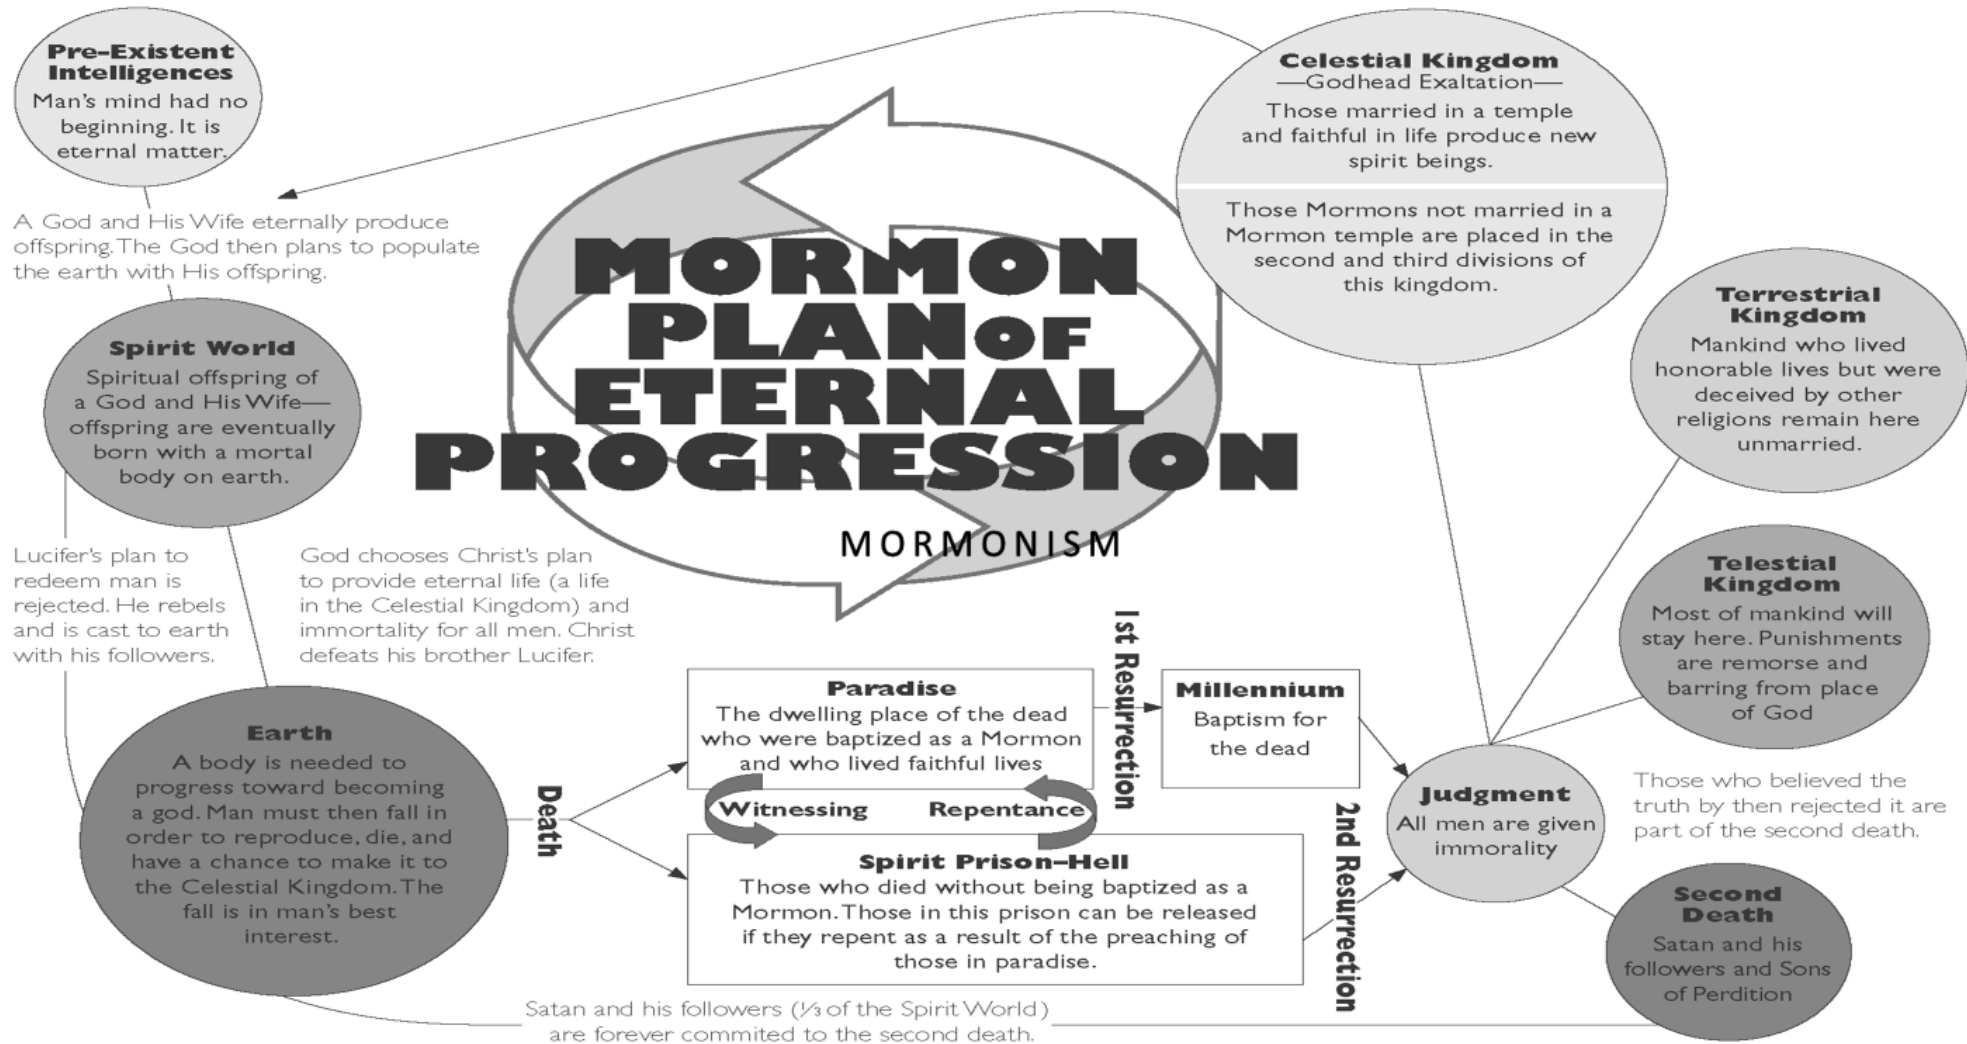 Pre-Existent
Intelligences
Man's mind had no
beginning. It is
eternal matter.
A God and His Wife eternally produce
offspring. The God then plans to populate
the earth with His offspring.
Spirit World
Spiritual offspring of
a God and His Wife—
offspring are eventually
born with a mortal
body on earth.
Lucifer's plan to
redeem man is
rejected. He rebels
and is cast to earth
with his followers.
God chooses Christ's plan
to provide eternal life (a life
in the Celestial Kingdom) and
immortality for all men. Christ
defeats his brother Lucifer.
Earth
A body is needed to
progress toward becoming
a god. Man must then fall in
order to reproduce, die, and
have a chance to make it to
the Celestial Kingdom. The
fall is in man's best
interest.
MORMON
PLAN OF
ETERNAL
PROGRESSION
MORMONISM
Death
Paradise
The dwelling place of the dead
who were baptized as a Mormon
and who lived faithful lives
Witnessing
Repentance
Spirit Prison–Hell
Those who died without being baptized as a
Mormon. Those in this prison can be released
if they repent as a result of the preaching of
those in paradise.
1st Resurrection
Millennium
Baptism for
the dead
2nd Resurrection
Judgment
All men are given
immorality
Celestial Kingdom
—Godhead Exaltation—
Those married in a temple
and faithful in life produce new
spirit beings.
Those Mormons not married in a
Mormon temple are placed in the
second and third divisions of
this kingdom.
Terrestrial
Kingdom
Mankind who lived
honorable lives but were
deceived by other
religions remain here
unmarried.
Telestial
Kingdom
Most of mankind will
stay here. Punishments
are remorse and
barring from place
of God
Those who believed the
truth by then rejected it are
part of the second death.
Second
Death
Satan and his
followers and Sons
of Perdition
Satan and his followers (⅓ of the Spirit World)
are forever commited to the second death.